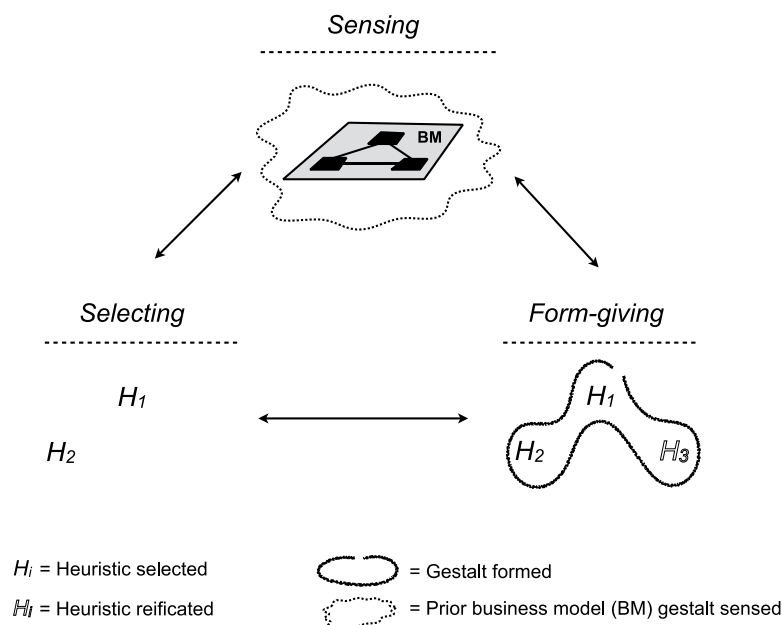 Sensing
BM
Selecting
Form-giving
H1
H2
H1
H2
H3
Hi = Heuristic selected
Hi = Heuristic reificated
= Gestalt formed
= Prior business model (BM) gestalt sensed